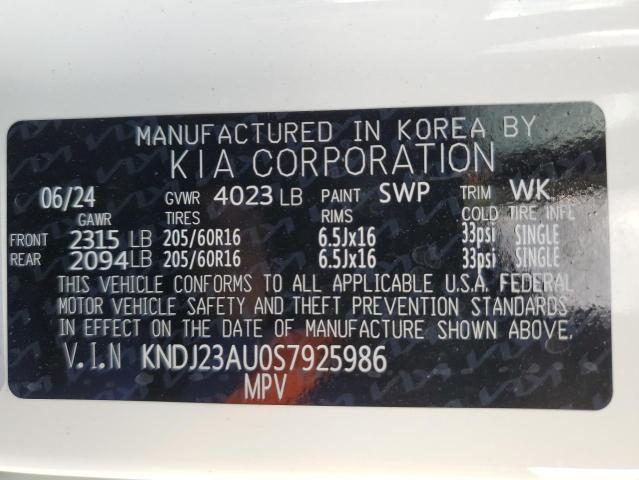 MANUFACTURED IN KOREA BY
KIA CORPORATION
06/24 GVWR 4023 LB PAINT SWP TRIM WK
GAWR TIRES RIMS COLD TIRE INFL
FRONT 2315 LB 205/60R16 6.5Jx16 33psi SINGLE
REAR 2094 LB 205/60R16 6.5Jx16 33psi SINGLE
THIS VEHICLE CONFORMS TO ALL APPLICABLE U.S.A. FEDERAL
MOTOR VEHICLE SAFETY AND THEFT PREVENTION STANDARDS
IN EFFECT ON THE DATE OF MANUFACTURE SHOWN ABOVE.
V.I.N KNDJ23AU0S7925986
MPV